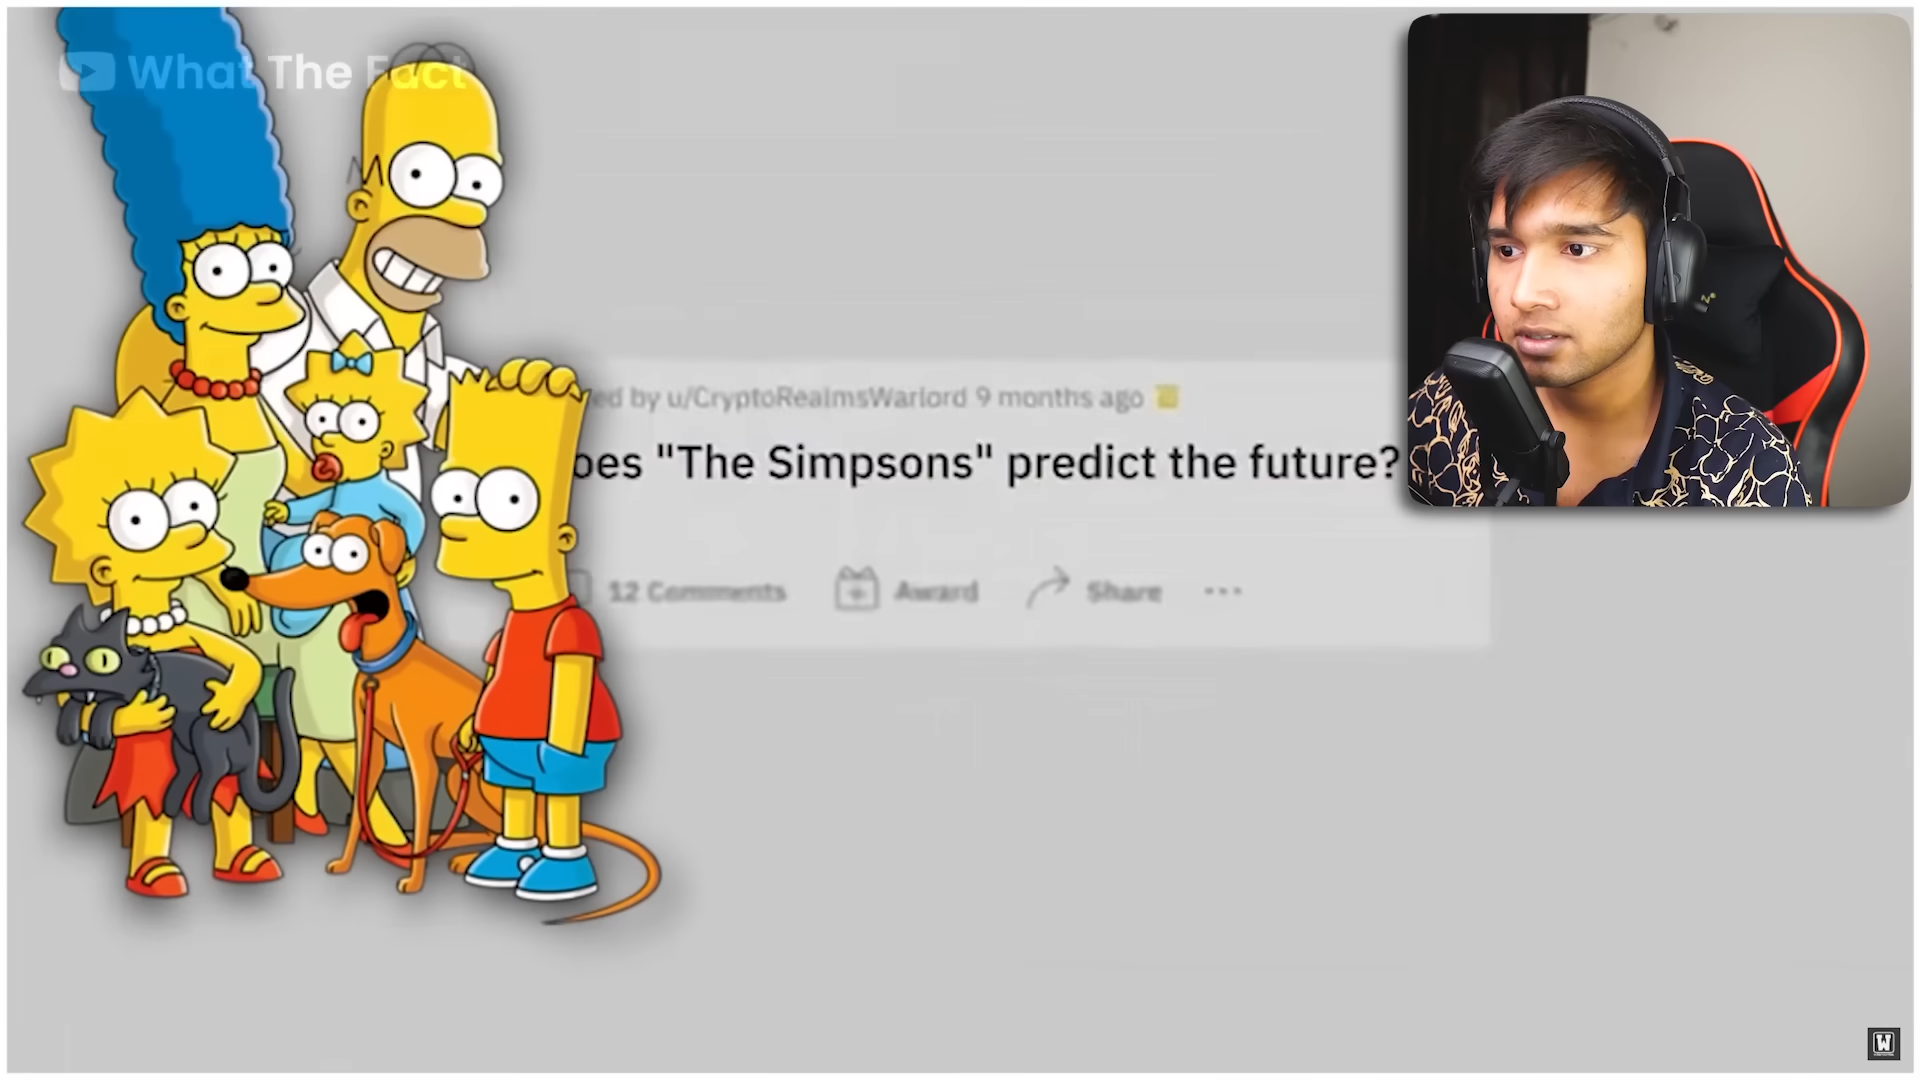 What The Fact
ed by u/CryptoRealmsWarlord 9 months ago
oes "The Simpsons" predict the future?
12 Comments Award Share ...
W